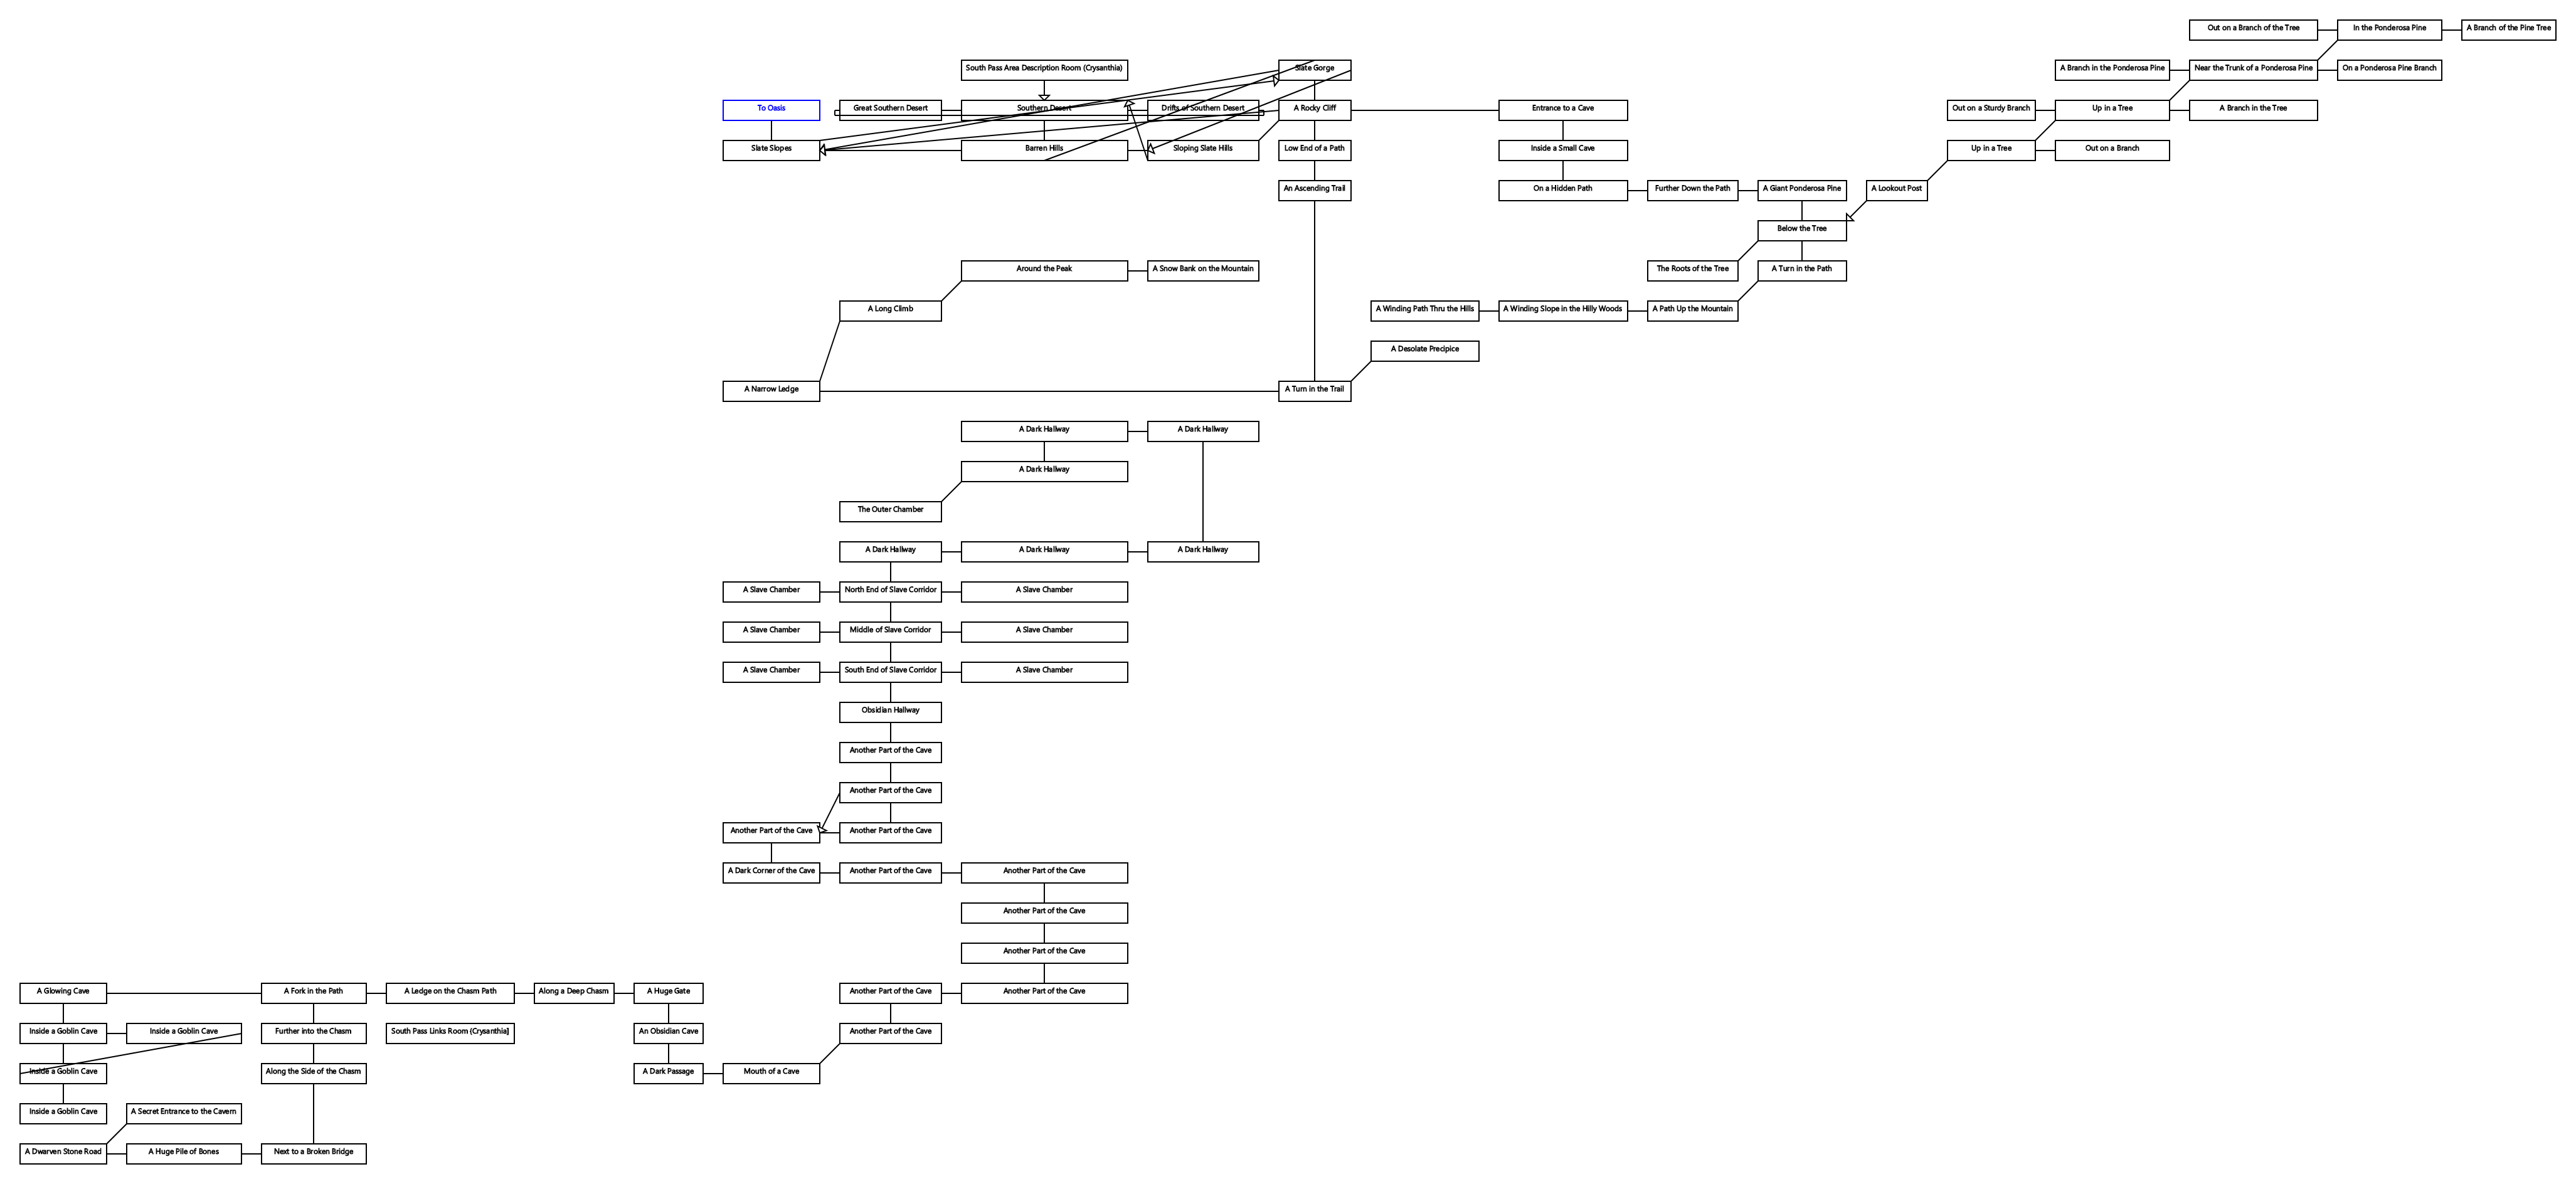 Out on a Branch of the Tree
In the Ponderosa Pine
A Branch of the Pine Tree
South Pass Area Description Room (Crysanthia)
Slate Gorge
A Branch in the Ponderosa Pine
Near the Trunk of a Ponderosa Pine
On a Ponderosa Pine Branch
To Oasis
Great Southern Desert
Southern Desert
Drifts of Southern Desert
A Rocky Cliff
Entrance to a Cave
Out on a Sturdy Branch
Up in a Tree
A Branch in the Tree
Slate Slopes
Barren Hills
Sloping Slate Hills
Low End of a Path
Inside a Small Cave
Up in a Tree
Out on a Branch
An Ascending Trail
On a Hidden Path
Further Down the Path
A Giant Ponderosa Pine
A Lookout Post
Below the Tree
Around the Peak
A Snow Bank on the Mountain
The Roots of the Tree
A Turn in the Path
A Long Climb
A Winding Path Thru the Hills
A Winding Slope in the Hilly Woods
A Path Up the Mountain
A Desolate Precipice
A Narrow Ledge
A Turn in the Trail
A Dark Hallway
A Dark Hallway
A Dark Hallway
The Outer Chamber
A Dark Hallway
A Dark Hallway
A Dark Hallway
A Slave Chamber
North End of Slave Corridor
A Slave Chamber
A Slave Chamber
Middle of Slave Corridor
A Slave Chamber
A Slave Chamber
South End of Slave Corridor
A Slave Chamber
Obsidian Hallway
Another Part of the Cave
Another Part of the Cave
Another Part of the Cave
Another Part of the Cave
A Dark Corner of the Cave
Another Part of the Cave
Another Part of the Cave
Another Part of the Cave
Another Part of the Cave
A Glowing Cave
A Fork in the Path
A Ledge on the Chasm Path
Along a Deep Chasm
A Huge Gate
Another Part of the Cave
Another Part of the Cave
Inside a Goblin Cave
Inside a Goblin Cave
Further into the Chasm
South Pass Links Room (Crysanthia]
An Obsidian Cave
Another Part of the Cave
Inside a Goblin Cave
Along the Side of the Chasm
A Dark Passage
Mouth of a Cave
Inside a Goblin Cave
A Secret Entrance to the Cavern
A Dwarven Stone Road
A Huge Pile of Bones
Next to a Broken Bridge